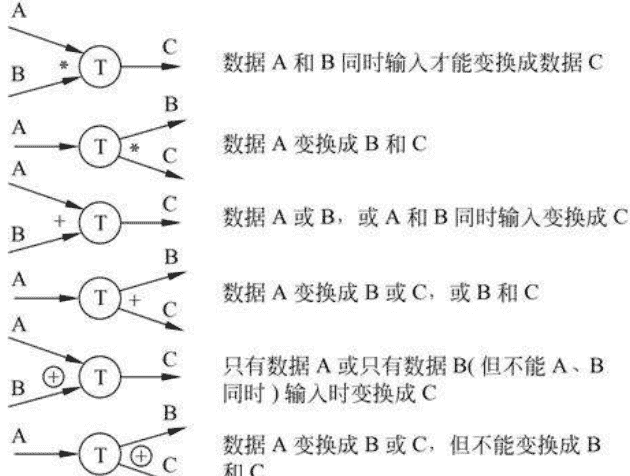 A
B
*
T
C
数据 A 和 B 同时输入才能变换成数据 C
A
T
*
B
C
数据 A 变换成 B 和 C
A
B
+
T
C
数据 A 或 B，或 A 和 B 同时输入变换成 C
A
T
+
B
C
数据 A 变换成 B 或 C，或 B 和 C
A
B
⊕
T
C
只有数据 A 或只有数据 B( 但不能 A、B
同时 ) 输入时变换成 C
A
T
⊕
B
C
数据 A 变换成 B 或 C，但不能变换成 B
和 C